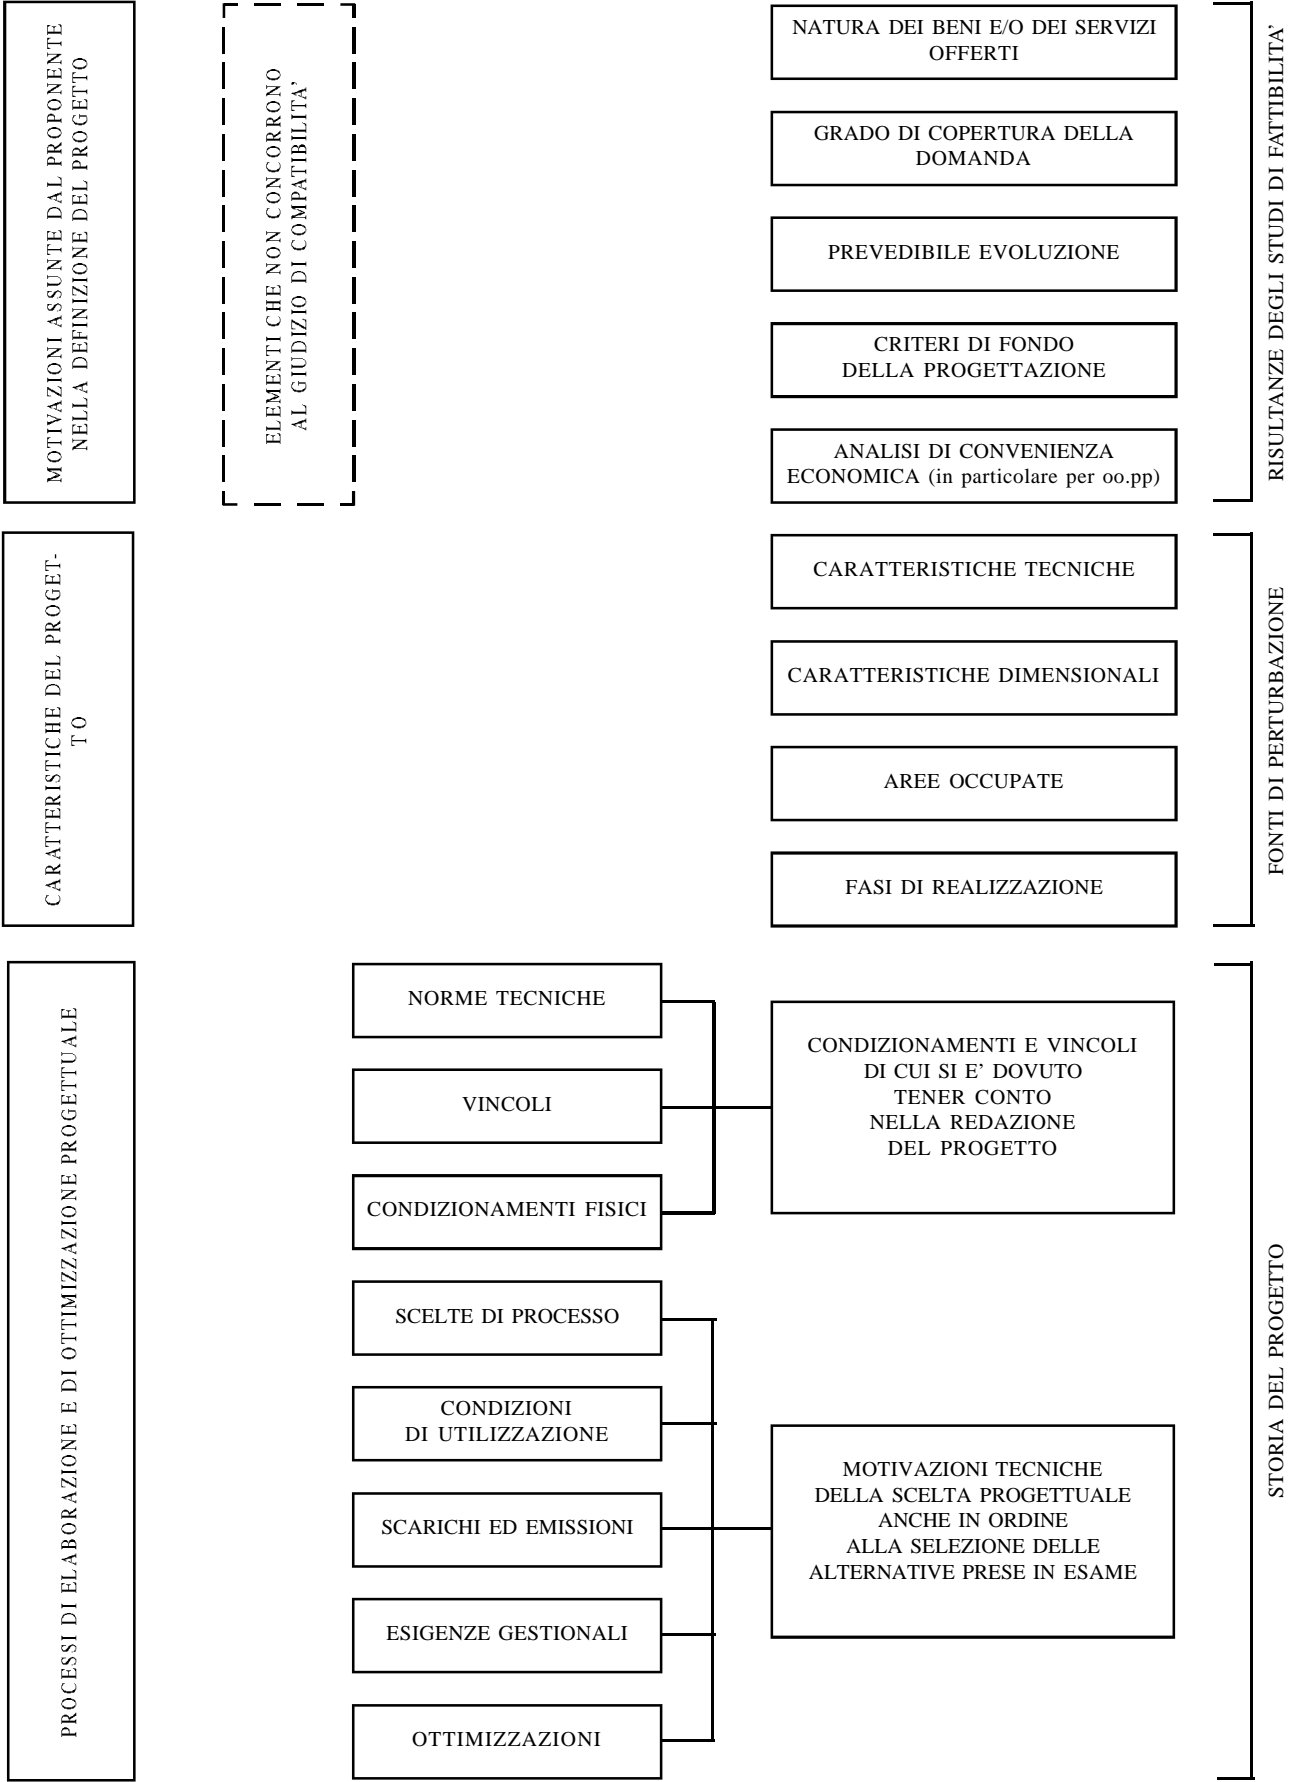 MOTIVAZIONI ASSUNTE DAL PROPONENTE
NELLA DEFINIZIONE DEL PROGETTO
ELEMENTI CHE NON CONCORRONO
AL GIUDIZIO DI COMPATIBILITA’
NATURA DEI BENI E/O DEI SERVIZI
OFFERTI
GRADO DI COPERTURA DELLA
DOMANDA
PREVEDIBILE EVOLUZIONE
CRITERI DI FONDO
DELLA PROGETTAZIONE
ANALISI DI CONVENIENZA
ECONOMICA (in particolare per oo.pp)
RISULTANZE DEGLI STUDI DI FATTIBILITA’
CARATTERISTICHE DEL PROGET-
TO
CARATTERISTICHE TECNICHE
CARATTERISTICHE DIMENSIONALI
AREE OCCUPATE
FASI DI REALIZZAZIONE
FONTI DI PERTURBAZIONE
PROCESSI DI ELABORAZIONE E DI OTTIMIZZAZIONE PROGETTUALE
NORME TECNICHE
VINCOLI
CONDIZIONAMENTI FISICI
CONDIZIONAMENTI E VINCOLI
DI CUI SI E’ DOVUTO
TENER CONTO
NELLA REDAZIONE
DEL PROGETTO
SCELTE DI PROCESSO
CONDIZIONI
DI UTILIZZAZIONE
SCARICHI ED EMISSIONI
ESIGENZE GESTIONALI
OTTIMIZZAZIONI
MOTIVAZIONI TECNICHE
DELLA SCELTA PROGETTUALE
ANCHE IN ORDINE
ALLA SELEZIONE DELLE
ALTERNATIVE PRESE IN ESAME
STORIA DEL PROGETTO